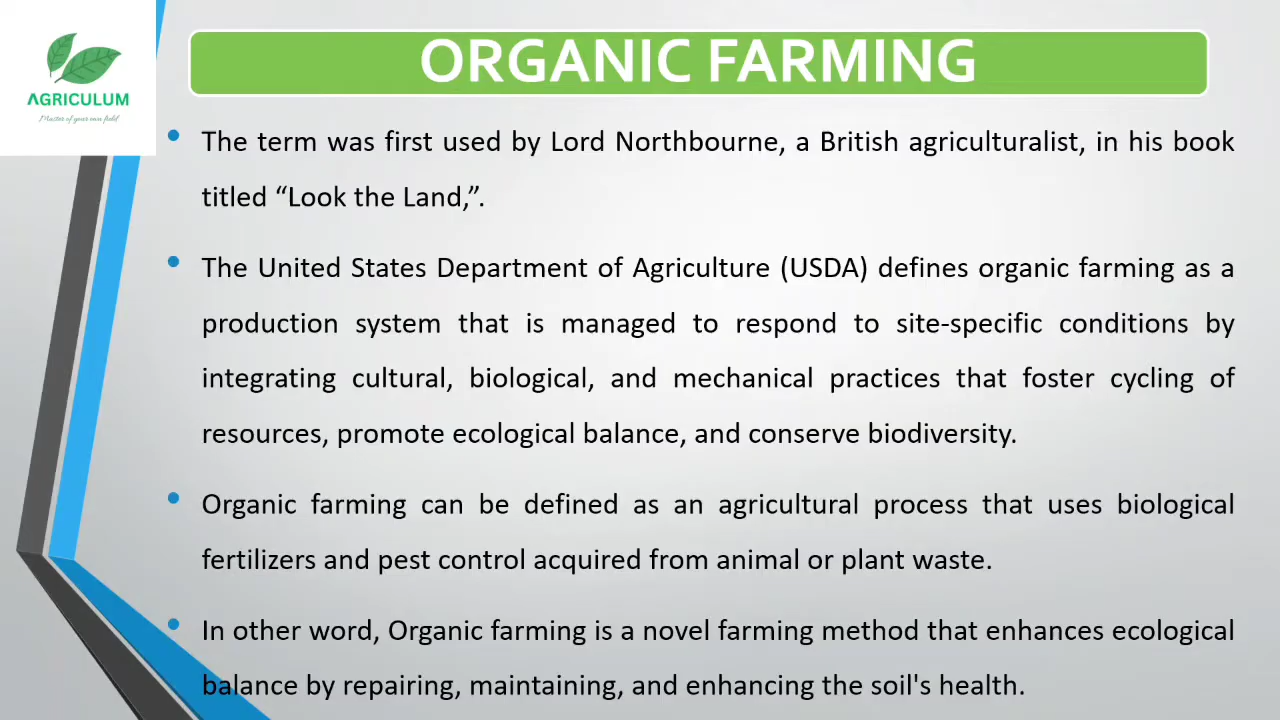 AGRICULUM
Master of your own field
ORGANIC FARMING
• The term was first used by Lord Northbourne, a British agriculturalist, in his book
titled “Look the Land,”.
• The United States Department of Agriculture (USDA) defines organic farming as a
production system that is managed to respond to site-specific conditions by
integrating cultural, biological, and mechanical practices that foster cycling of
resources, promote ecological balance, and conserve biodiversity.
• Organic farming can be defined as an agricultural process that uses biological
fertilizers and pest control acquired from animal or plant waste.
• In other word, Organic farming is a novel farming method that enhances ecological
balance by repairing, maintaining, and enhancing the soil's health.